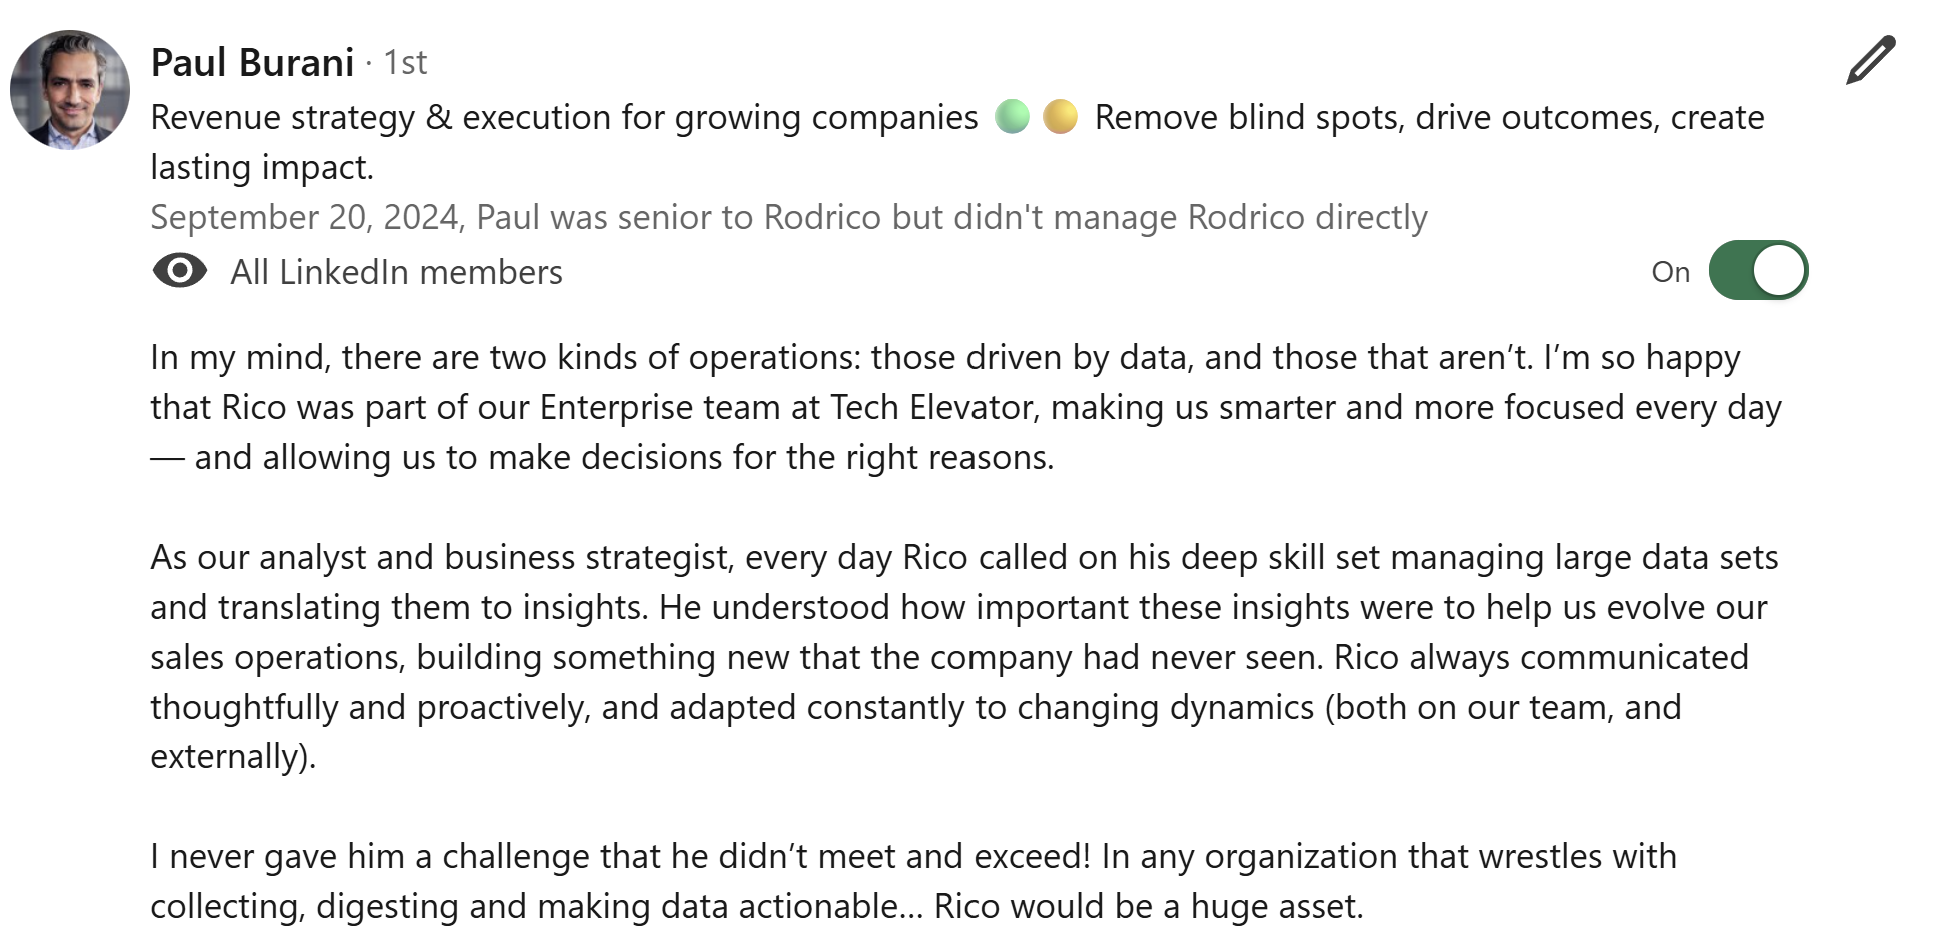 Paul Burani · 1st
Revenue strategy & execution for growing companies 🟢 🟡 Remove blind spots, drive outcomes, create
lasting impact.
September 20, 2024, Paul was senior to Rodrico but didn't manage Rodrico directly
All LinkedIn members
On
In my mind, there are two kinds of operations: those driven by data, and those that aren’t. I’m so happy
that Rico was part of our Enterprise team at Tech Elevator, making us smarter and more focused every day
— and allowing us to make decisions for the right reasons.
As our analyst and business strategist, every day Rico called on his deep skill set managing large data sets
and translating them to insights. He understood how important these insights were to help us evolve our
sales operations, building something new that the company had never seen. Rico always communicated
thoughtfully and proactively, and adapted constantly to changing dynamics (both on our team, and
externally).
I never gave him a challenge that he didn’t meet and exceed! In any organization that wrestles with
collecting, digesting and making data actionable... Rico would be a huge asset.